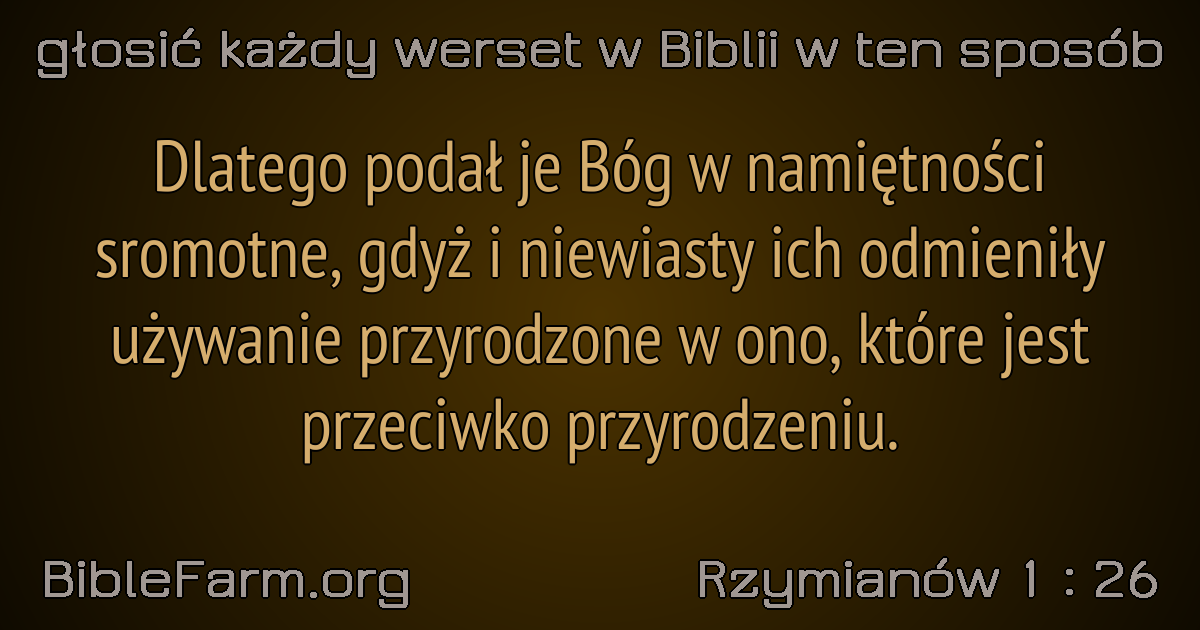 głosić każdy werset w Biblii w ten sposób
Dlatego podał je Bóg w namiętności
sromotne, gdyż i niewiasty ich odmieniły
używanie przyrodzone w ono, które jest
przeciwko przyrodzeniu.
BibleFarm.org
Rzymianów 1 : 26